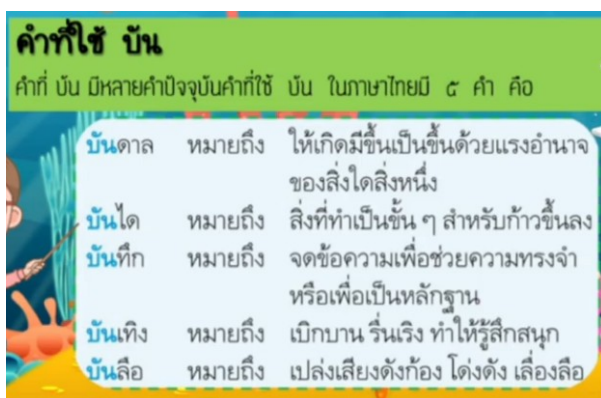 คำที่ใช้ บัน
คำที่ บัน มีหลายคำปัจจุบันคำที่ใช้ บัน ในภาษาไทยมี ๕ คำ คือ
บันดาล หมายถึง ให้เกิดมีขึ้นเป็นขึ้นด้วยแรงอำนาจ
ของสิ่งใดสิ่งหนึ่ง
บันได หมายถึง สิ่งที่ทำเป็นขั้น ๆ สำหรับก้าวขึ้นลง
บันทึก หมายถึง จดข้อความเพื่อช่วยความทรงจำ
หรือเพื่อเป็นหลักฐาน
บันเทิง หมายถึง เบิกบาน รื่นเริง ทำให้รู้สึกสนุก
บันลือ หมายถึง เปล่งเสียงดังก้อง โด่งดัง เลื่องลือ